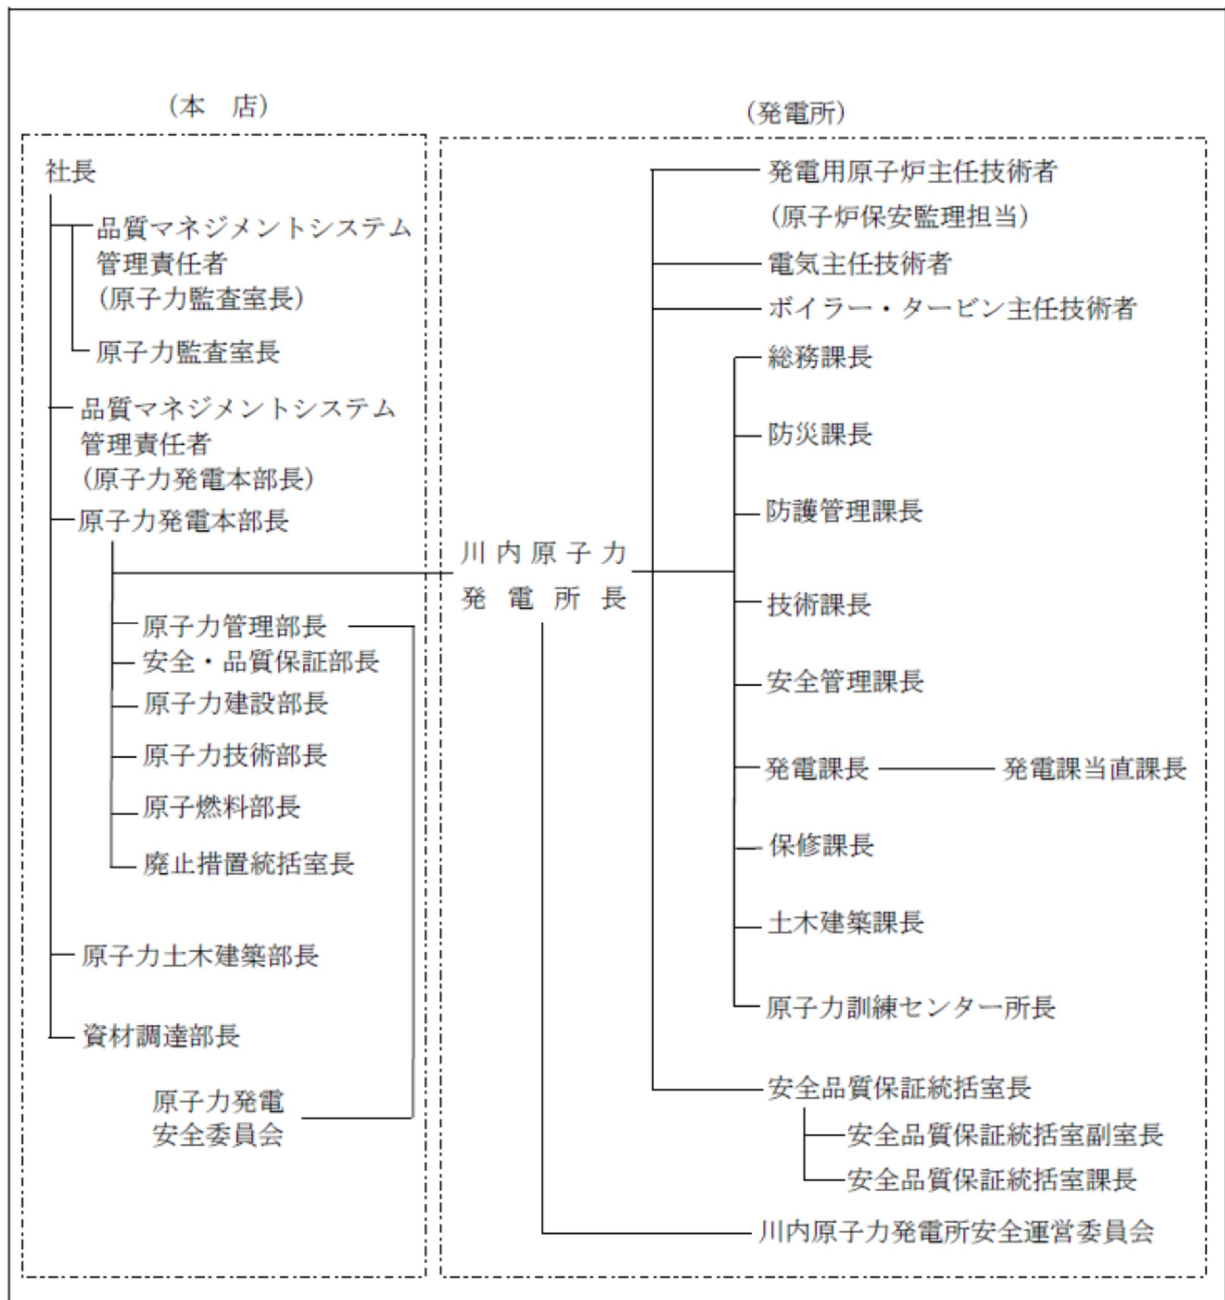 (本　店)
社長
品質マネジメントシステム
管理責任者
(原子力監査室長)
原子力監査室長
品質マネジメントシステム
管理責任者
(原子力発電本部長)
原子力発電本部長
原子力管理部長
安全・品質保証部長
原子力建設部長
原子力技術部長
原子燃料部長
廃止措置統括室長
原子力土木建築部長
資材調達部長
原子力発電
安全委員会
(発電所)
川内原子力
発電所長
発電用原子炉主任技術者
(原子炉保安監理担当)
電気主任技術者
ボイラー・タービン主任技術者
総務課長
防災課長
防護管理課長
技術課長
安全管理課長
発電課長 発電課当直課長
保修課長
土木建築課長
原子力訓練センター所長
安全品質保証統括室長
安全品質保証統括室副室長
安全品質保証統括室課長
川内原子力発電所安全運営委員会